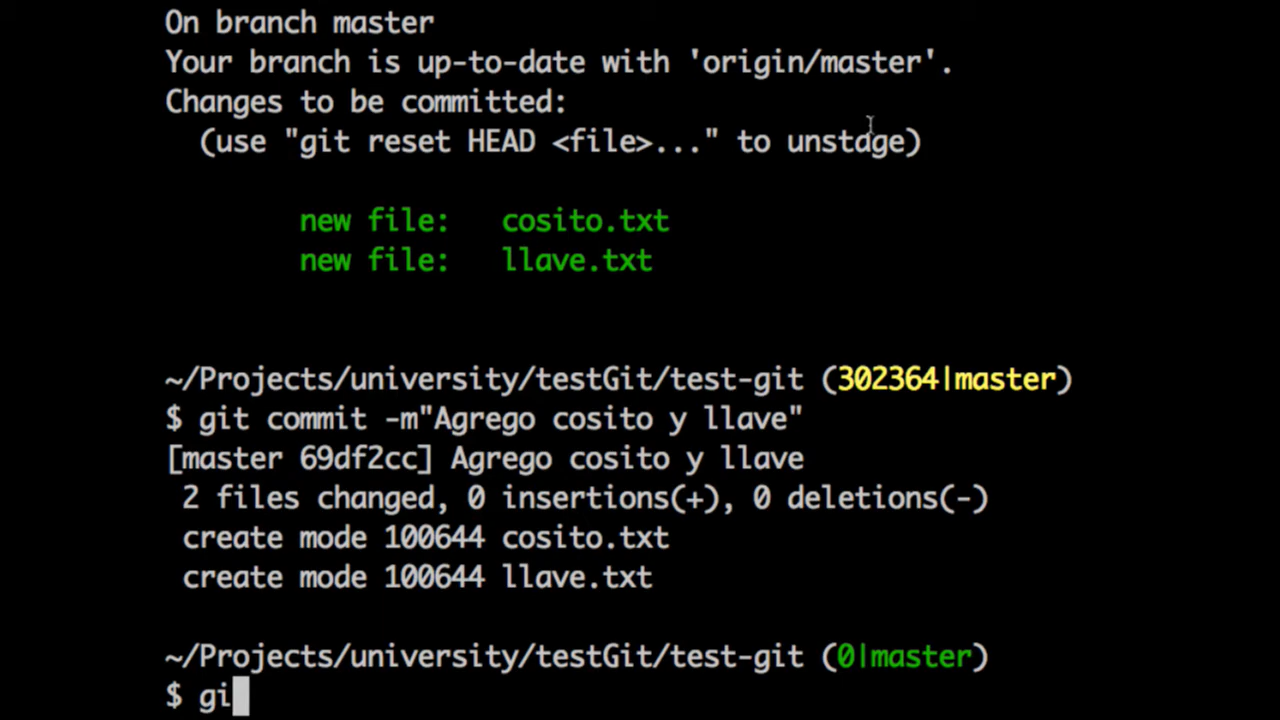 On branch master
Your branch is up-to-date with 'origin/master'.
Changes to be committed:
(use "git reset HEAD <file>..." to unstage)
new file: cosito.txt
new file: llave.txt
~/Projects/university/testGit/test-git (302364|master)
$ git commit -m"Agrego cosito y llave"
[master 69df2cc] Agrego cosito y llave
2 files changed, 0 insertions(+), 0 deletions(-)
create mode 100644 cosito.txt
create mode 100644 llave.txt
~/Projects/university/testGit/test-git (0|master)
$ gi